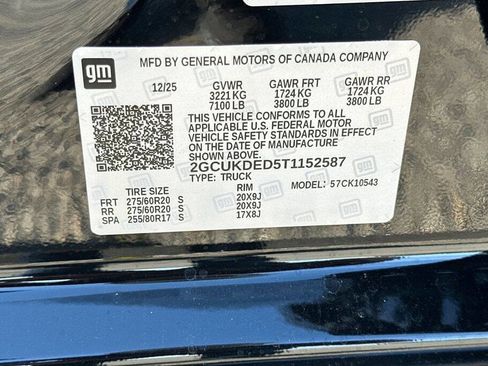 gm
MFD BY GENERAL MOTORS OF CANADA COMPANY
12/25 GVWR GAWR FRT GAWR RR
3221 KG 1724 KG 1724 KG
7100 LB 3800 LB 3800 LB
THIS VEHICLE CONFORMS TO ALL
APPLICABLE U.S. FEDERAL MOTOR
VEHICLE SAFETY STANDARDS IN EFFECT
ON THE DATE OF MANUFACTURE SHOWN ABOVE.
2GCUKDED5T1152587
TYPE: TRUCK
MODEL: 57CK10543
TIRE SIZE RIM
FRT 275/60R20 S 20X9J
RR 275/60R20 S 20X9J
SPA 255/80R17 S 17X8J